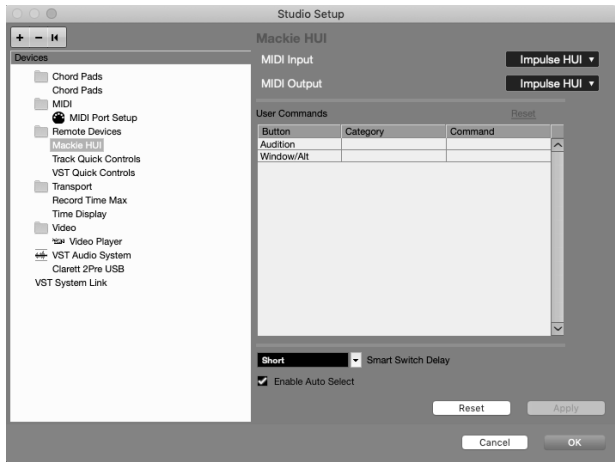 Studio Setup
Devices
Chord Pads
Chord Pads
MIDI
MIDI Port Setup
Remote Devices
Mackie HUI
Track Quick Controls
VST Quick Controls
Transport
Record Time Max
Time Display
Video
Video Player
VST Audio System
Clarett 2Pre USB
VST System Link
Mackie HUI
MIDI Input Impulse HUI
MIDI Output Impulse HUI
User Commands Reset
Button Category Command
Audition
Window/Alt
Short Smart Switch Delay
Enable Auto Select
Reset Apply
Cancel OK